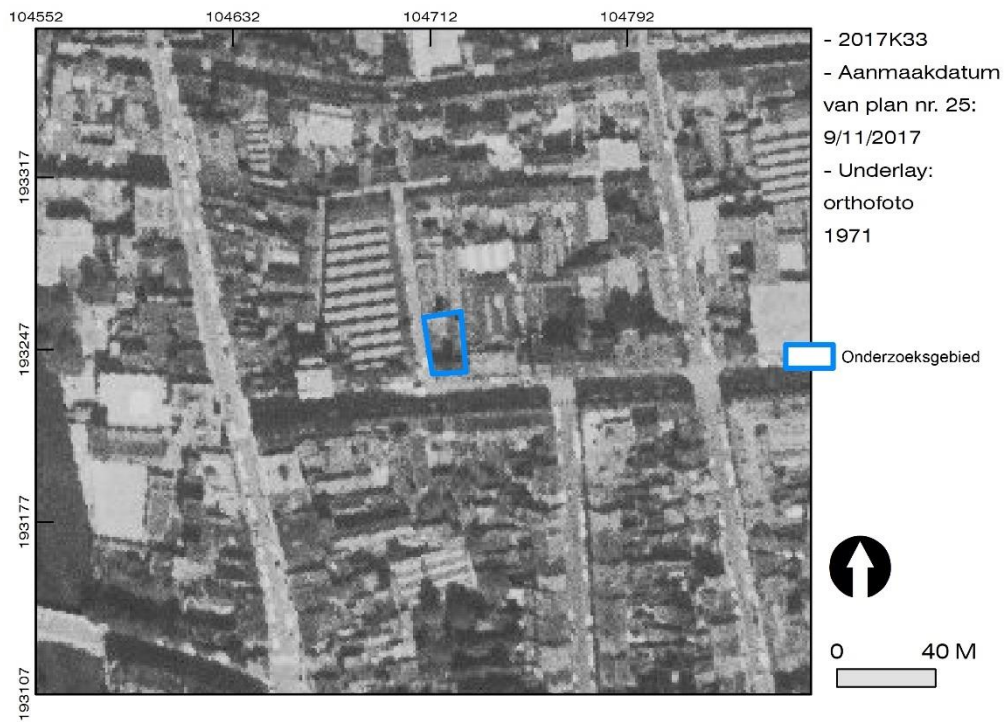 104552 104632 104712 104792
- 2017K33
- Aanmaakdatum
van plan nr. 25:
9/11/2017
- Underlay:
orthofoto
1971
193317
193247
193177
193107
Onderzoeksgebied
0 40 M